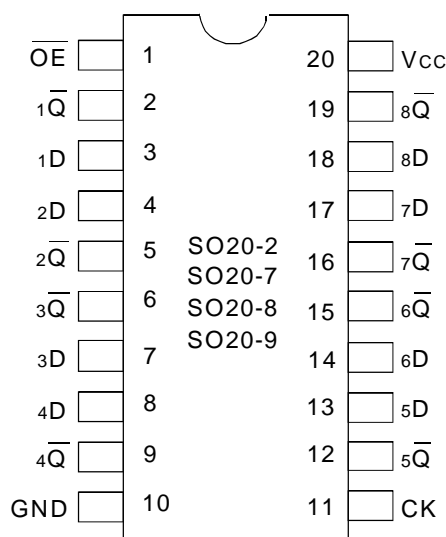 O̅E̅ 1 20 Vcc
1Q̅ 2 19 8Q̅
1D 3 18 8D
2D 4 17 7D
2Q̅ 5 SO20-2 16 7Q̅
SO20-7
3Q̅ 6 SO20-8 15 6Q̅
SO20-9
3D 7 14 6D
4D 8 13 5D
4Q̅ 9 12 5Q̅
GND 10 11 CK